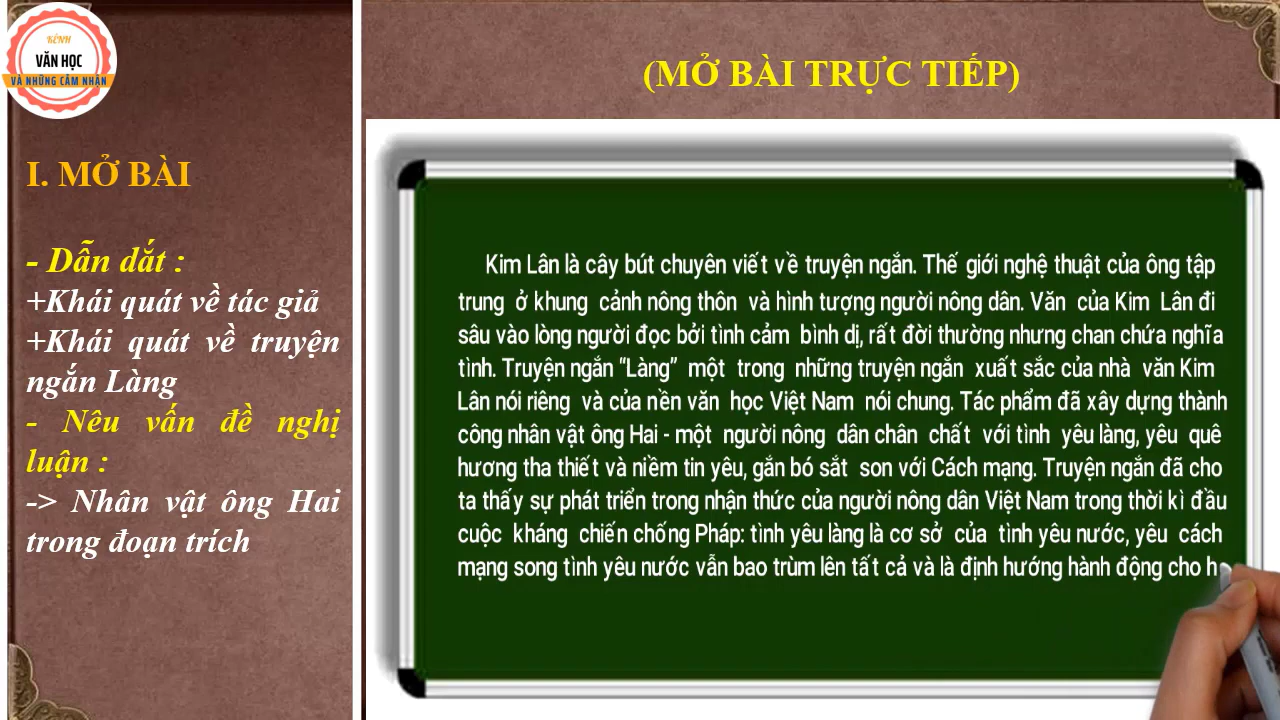 KÊNH
VĂN HỌC
VÀ NHỮNG CẢM NHẬN
I. MỞ BÀI
- Dẫn dắt :
+Khái quát về tác giả
+Khái quát về truyện
ngắn Làng
- Nêu vấn đề nghị
luận :
-> Nhân vật ông Hai
trong đoạn trích
(MỞ BÀI TRỰC TIẾP)
Kim Lân là cây bút chuyên viết về truyện ngắn. Thế giới nghệ thuật của ông tập
trung ở khung cảnh nông thôn và hình tượng người nông dân. Văn của Kim Lân đi
sâu vào lòng người đọc bởi tình cảm bình dị, rất đời thường nhưng chan chứa nghĩa
tình. Truyện ngắn “Làng” một trong những truyện ngắn xuất sắc của nhà văn Kim
Lân nói riêng và của nền văn học Việt Nam nói chung. Tác phẩm đã xây dựng thành
công nhân vật ông Hai - một người nông dân chân chất với tình yêu làng, yêu quê
hương tha thiết và niềm tin yêu, gắn bó sắt son với Cách mạng. Truyện ngắn đã cho
ta thấy sự phát triển trong nhận thức của người nông dân Việt Nam trong thời kì đầu
cuộc kháng chiến chống Pháp: tình yêu làng là cơ sở của tình yêu nước, yêu cách
mạng song tình yêu nước vẫn bao trùm lên tất cả và là định hướng hành động cho h